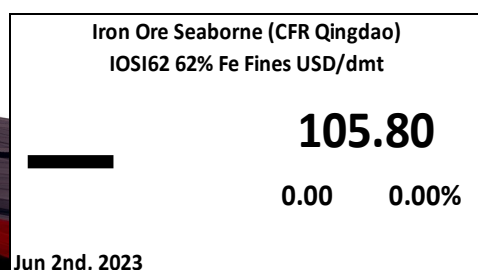 Iron Ore Seaborne (CFR Qingdao)
IOSI62 62% Fe Fines USD/dmt
105.80
0.00 0.00%
Jun 2nd, 2023